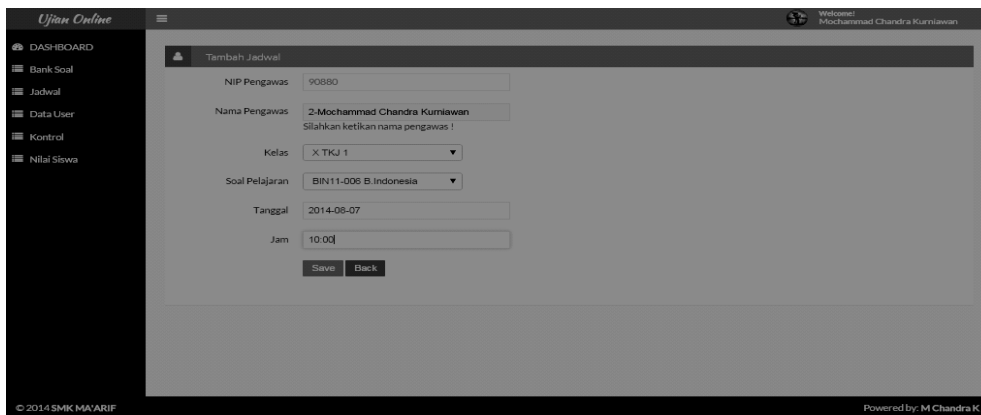 Ujian Online
Welcome!
Mochammad Chandra Kurniawan
DASHBOARD
Bank Soal
Jadwal
Data User
Kontrol
Nilai Siswa
Tambah Jadwal
NIP Pengawas 90880
Nama Pengawas 2-Mochammad Chandra Kurniawan
Silahkan ketikan nama pengawas !
Kelas X TKJ 1
Soal Pelajaran BIN11-006 B.Indonesia
Tanggal 2014-08-07
Jam 10:00
Save Back
© 2014 SMK MA'ARIF
Powered by: M Chandra K